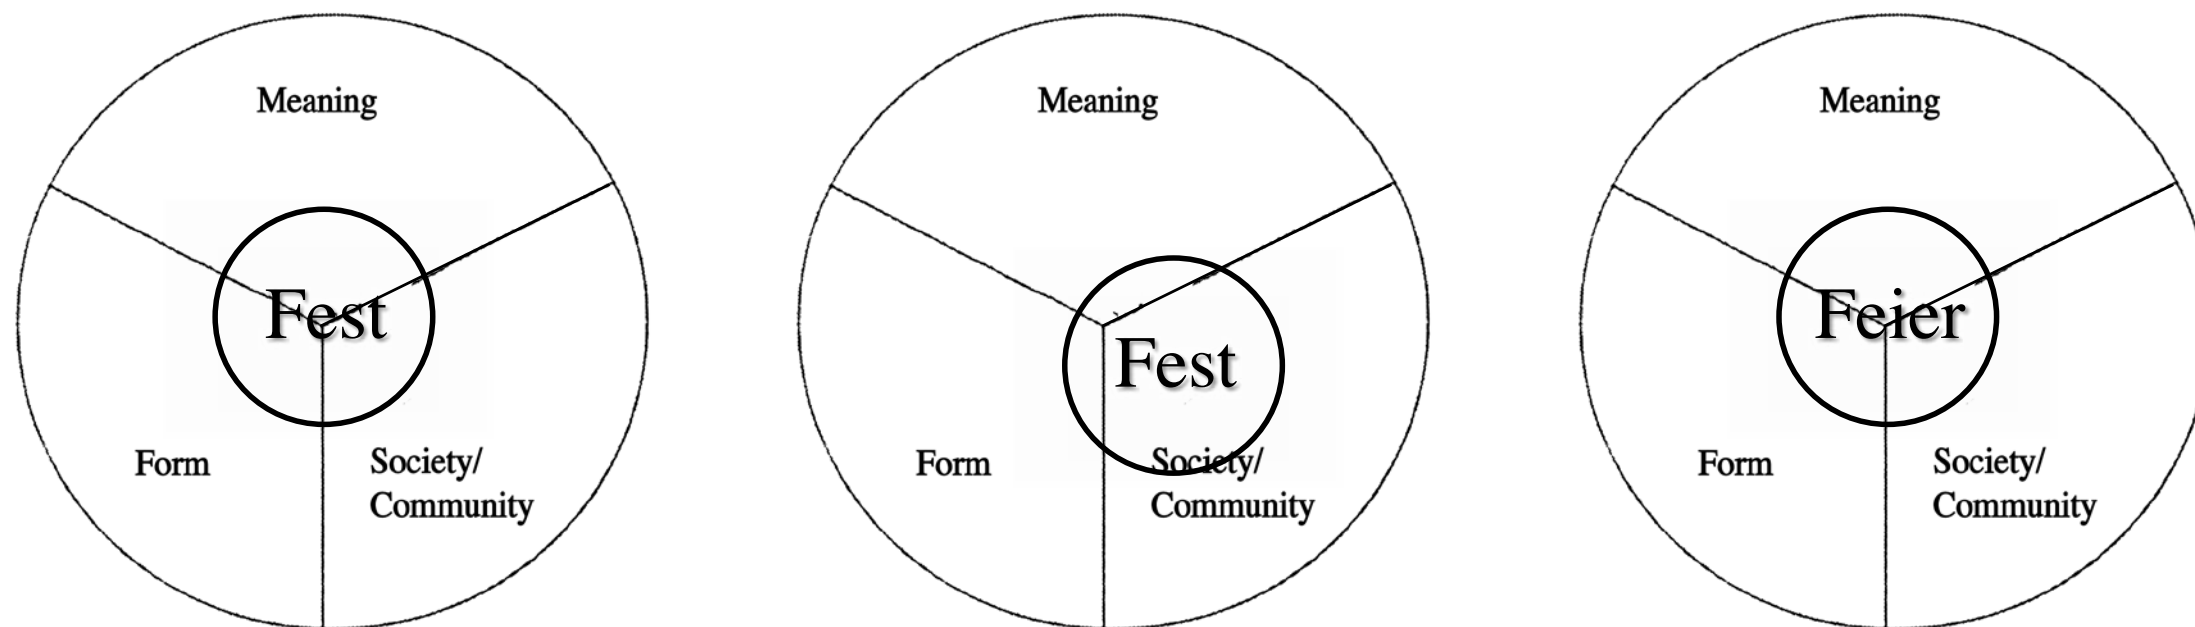 Meaning
Fest
Form
Society/
Community
Meaning
Fest
Form
Society/
Community
Meaning
Feier
Form
Society/
Community